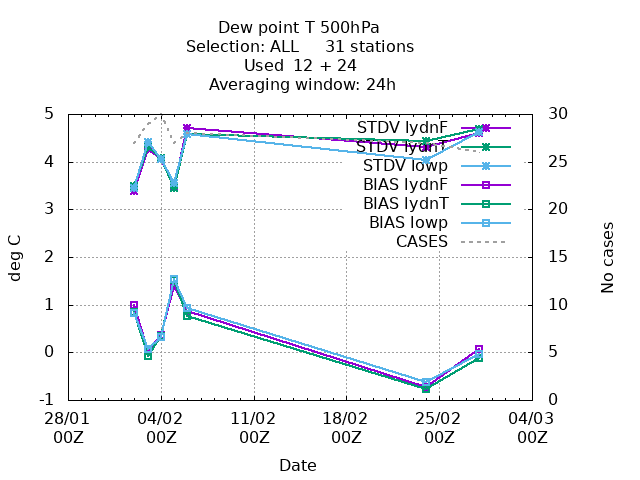 Dew point T 500hPa
Selection: ALL     31 stations
Used  12 + 24
Averaging window: 24h
5
4
3
2
1
0
-1
deg C
30
25
20
15
10
5
0
No cases
STDV lydnF
STDV lydnT
STDV lowp
BIAS lydnF
BIAS lydnT
BIAS lowp
CASES
28/01 04/02 11/02 18/02 25/02 04/03
00Z 00Z 00Z 00Z 00Z 00Z
Date